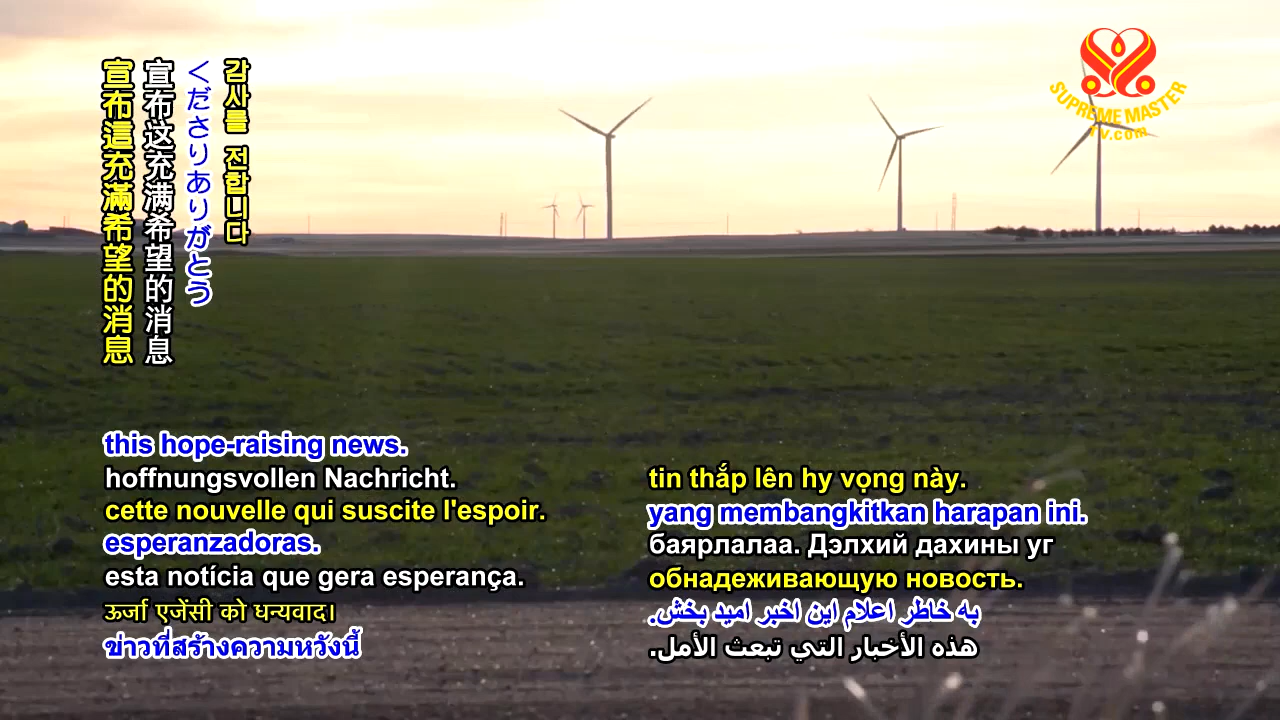 감사를 전합니다
くださりありがとう
宣布这充满希望的消息
宣布這充滿希望的消息
SUPREME MASTER
TV.com
this hope-raising news.
hoffnungsvollen Nachricht.
cette nouvelle qui suscite l'espoir.
esperanzadoras.
esta notícia que gera esperança.
ऊर्जा एजेंसी को धन्यवाद।
ข่าวที่สร้างความหวังนี้
tin thắp lên hy vọng này.
yang membangkitkan harapan ini.
баярлалаа. Дэлхий дахины уг
обнадеживающую новость.
به خاطر اعلام این خبر امید بخش.
هذه الأخبار التي تبعث الأمل.